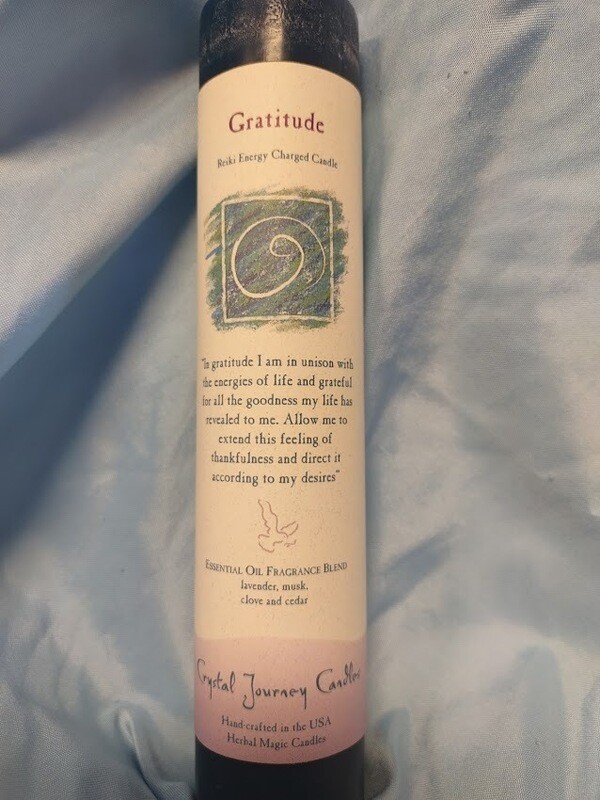 Gratitude
Reiki Energy Charged Candle
"In gratitude I am in unison with
the energies of life and grateful
for all the goodness my life has
revealed to me. Allow me to
extend this feeling of
thankfulness and direct it
according to my desires"
Essential Oil Fragrance Blend
lavender, musk,
clove and cedar
Crystal Journey Candles
Hand-crafted in the USA
Herbal Magic Candles